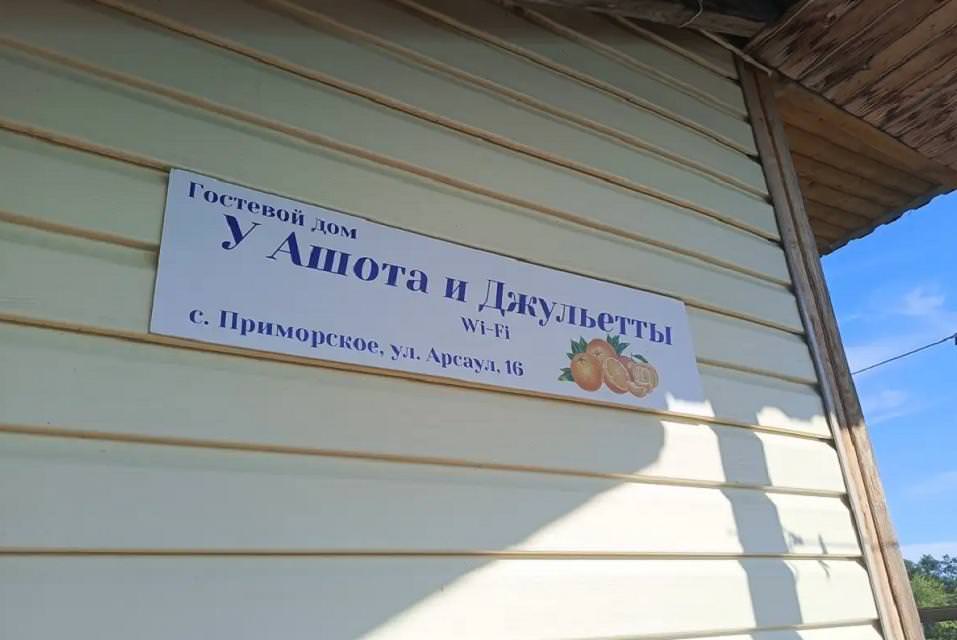 Гостевой дом
У Ашота и Джульетты
Wi-Fi
с. Приморское, ул. Арсаул, 16